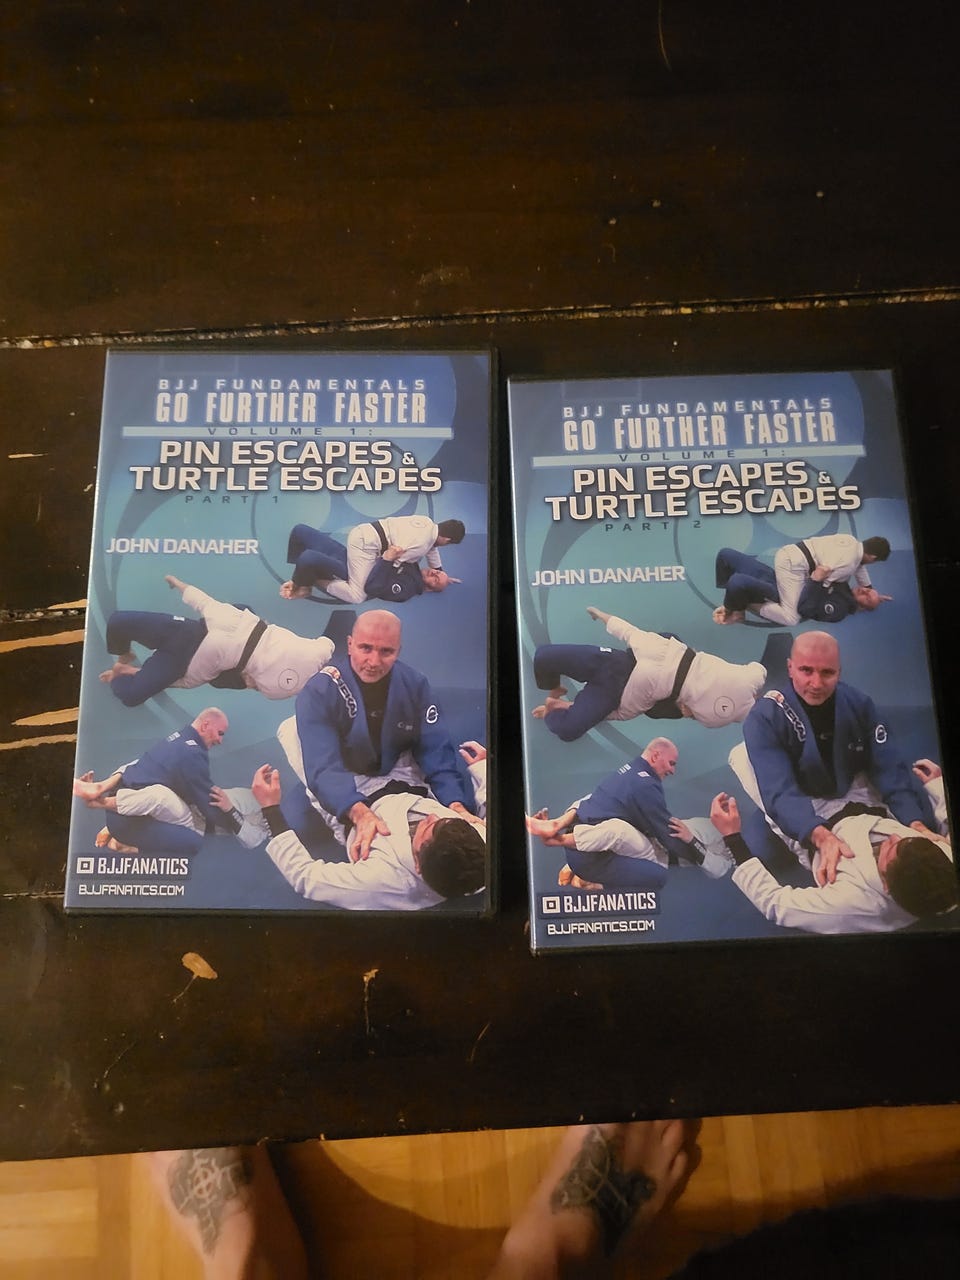 BJJ FUNDAMENTALS
GO FURTHER FASTER
VOLUME 1:
PIN ESCAPES &
TURTLE ESCAPES
PART 1
JOHN DANAHER
BJJFANATICS
BJJFANATICS.COM
BJJ FUNDAMENTALS
GO FURTHER FASTER
VOLUME 1:
PIN ESCAPES &
TURTLE ESCAPES
PART 2
JOHN DANAHER
BJJFANATICS
BJJFANATICS.COM